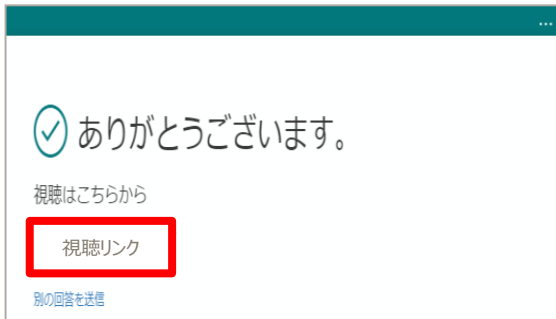 …
ありがとうございます。
視聴はこちらから
視聴リンク
別の回答を送信